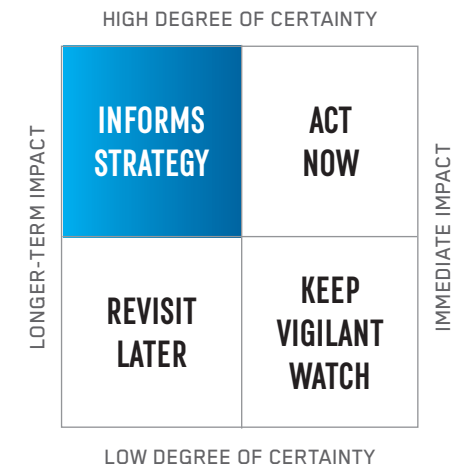 HIGH DEGREE OF CERTAINTY
LONGER-TERM IMPACT
INFORMS
STRATEGY
ACT
NOW
IMMEDIATE IMPACT
REVISIT
LATER
KEEP
VIGILANT
WATCH
LOW DEGREE OF CERTAINTY